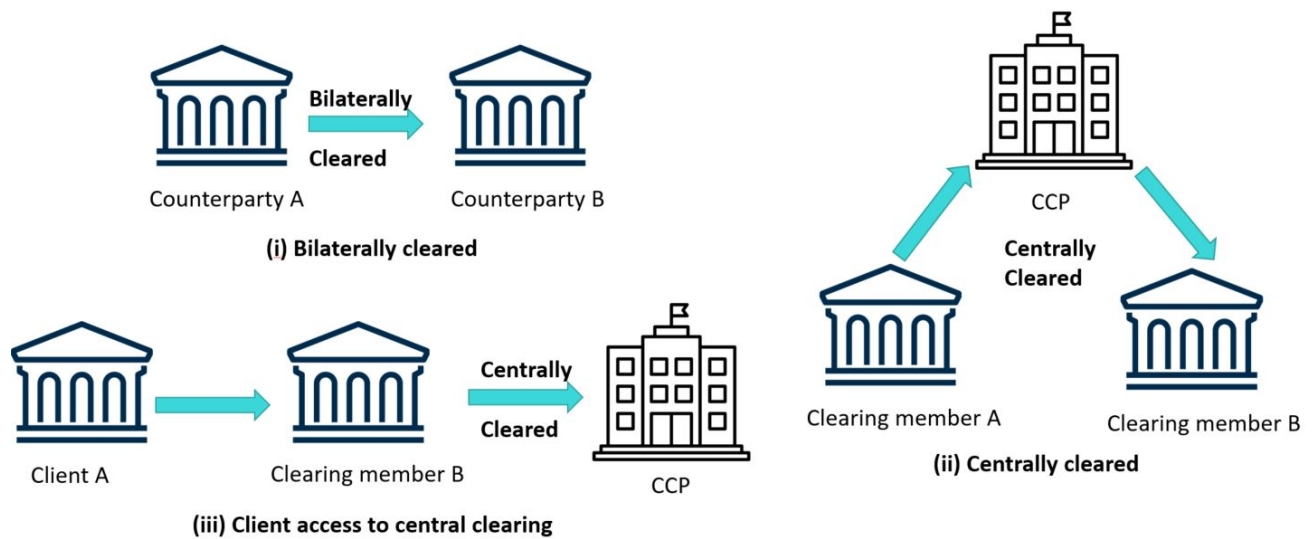 Bilaterally
Cleared
Counterparty A
Counterparty B
(i) Bilaterally cleared
CCP
Centrally
Cleared
Clearing member A
Clearing member B
(ii) Centrally cleared
Centrally
Cleared
Client A
Clearing member B
CCP
(iii) Client access to central clearing